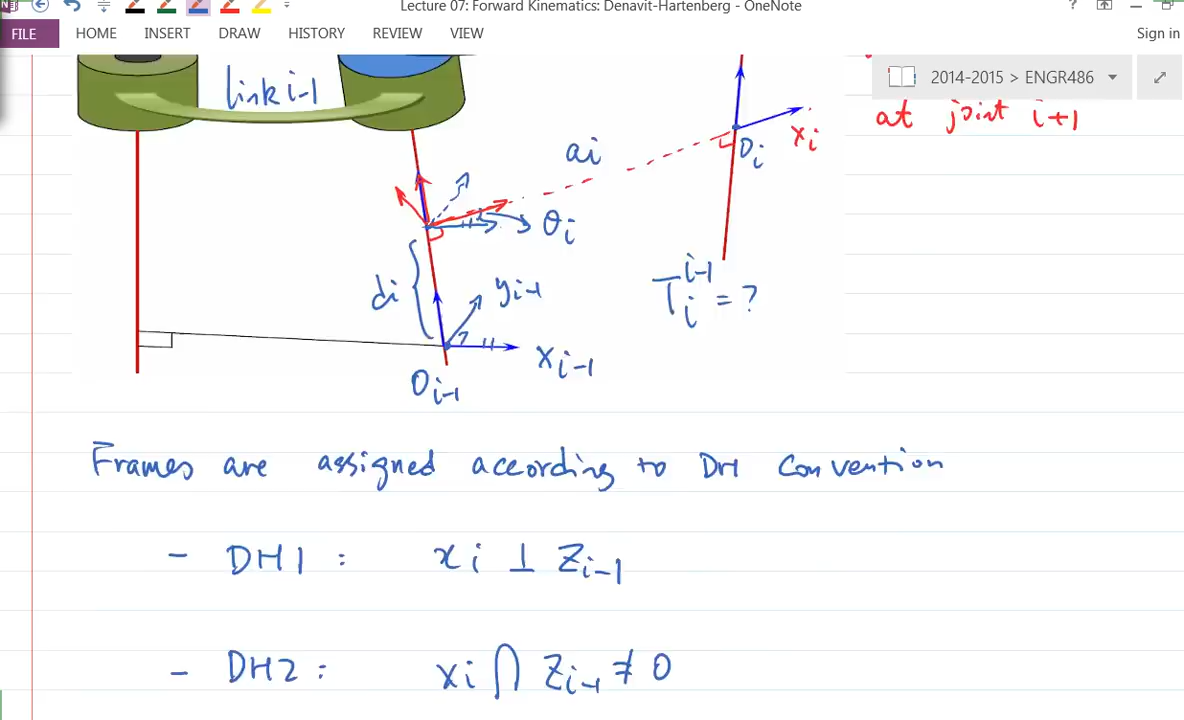 Lecture 07: Forward Kinematics: Denavit-Hartenberg - OneNote
FILE HOME INSERT DRAW HISTORY REVIEW VIEW Sign in
2014-2015 > ENGR486
link i-1
at joint i+1
ai
Oi
xi
θi
di
yi-1
Ti^i-1 = ?
xi-1
Oi-1
Frames are assigned according to DH Convention
- DH1 : xi ⊥ Zi-1
- DH2 : xi ⋂ Zi-1 ≠ 0